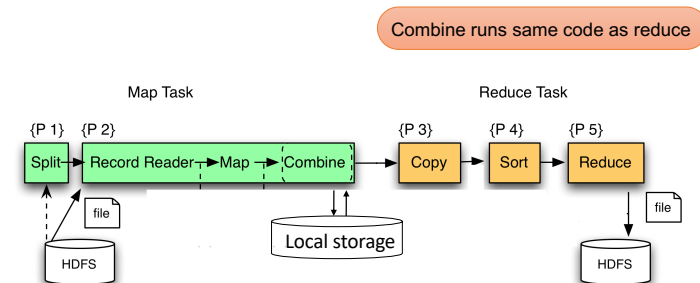 Combine runs same code as reduce
Map Task
Reduce Task
{P 1}
{P 2}
{P 3}
{P 4}
{P 5}
Split
Record Reader
Map
Combine
Copy
Sort
Reduce
file
file
Local storage
HDFS
HDFS